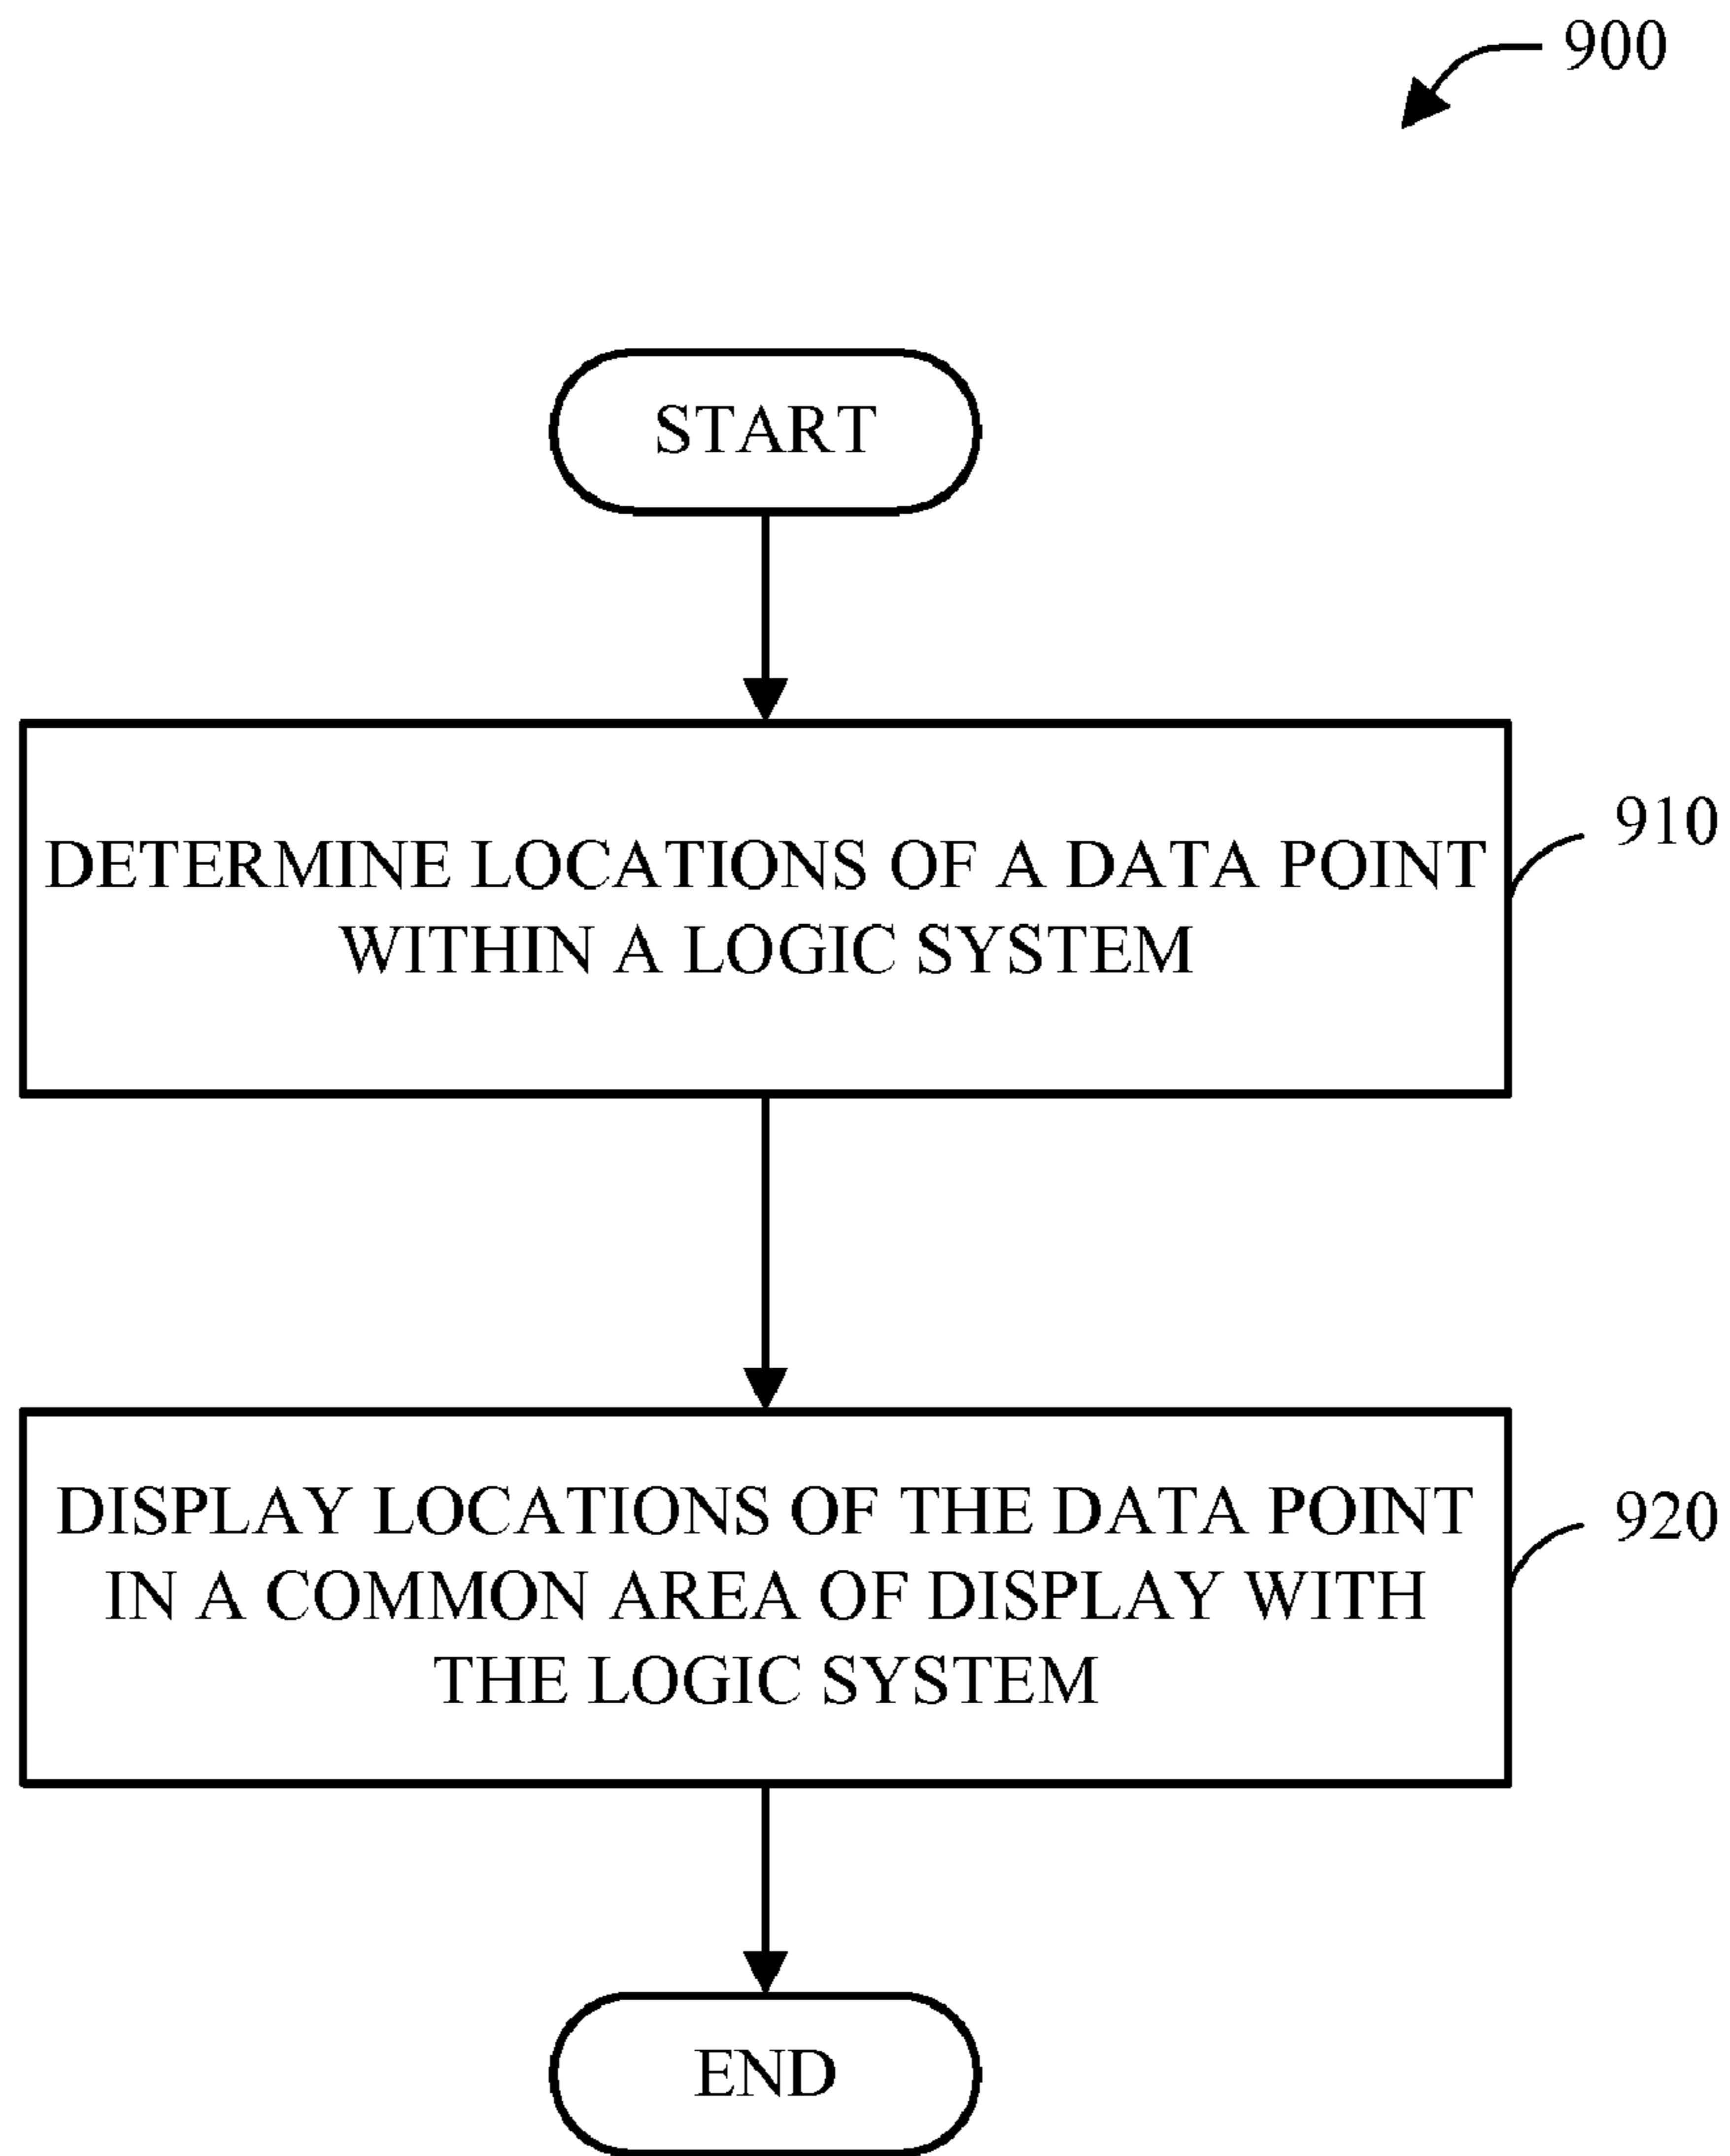 900
START
DETERMINE LOCATIONS OF A DATA POINT
WITHIN A LOGIC SYSTEM
910
DISPLAY LOCATIONS OF THE DATA POINT
IN A COMMON AREA OF DISPLAY WITH
THE LOGIC SYSTEM
920
END